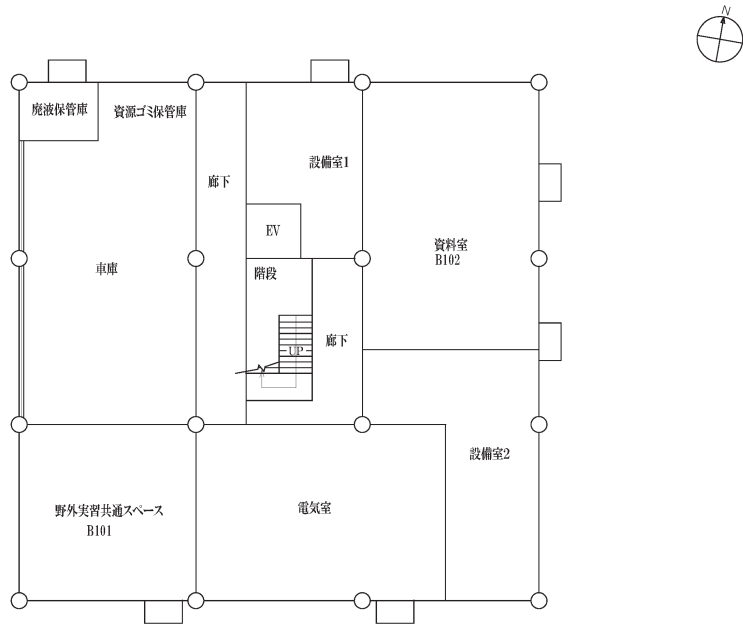 N
廃液保管庫
資源ゴミ保管庫
設備室1
廊下
EV
資料室
B102
車庫
階段
廊下
UP
設備室2
野外実習共通スペース
B101
電気室